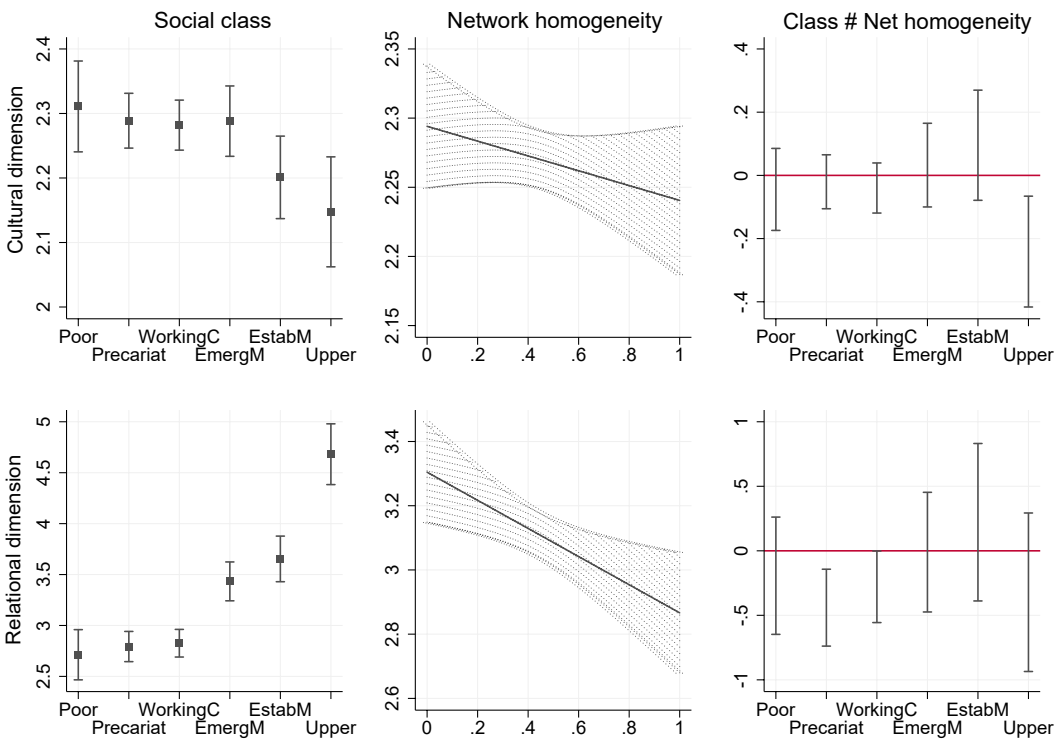 Social class
Network homogeneity
Class # Net homogeneity
Cultural dimension
2.4
2.3
2.2
2.1
2
Poor
Precariat
WorkingC
EmergM
EstabM
Upper
2.35
2.3
2.25
2.2
2.15
0 .2 .4 .6 .8 1
.4
.2
0
-.2
-.4
Poor
Precariat
WorkingC
EmergM
EstabM
Upper
Relational dimension
5
4.5
4
3.5
3
2.5
Poor
Precariat
WorkingC
EmergM
EstabM
Upper
3.4
3.2
3
2.8
2.6
0 .2 .4 .6 .8 1
1
.5
0
-.5
-1
Poor
Precariat
WorkingC
EmergM
EstabM
Upper